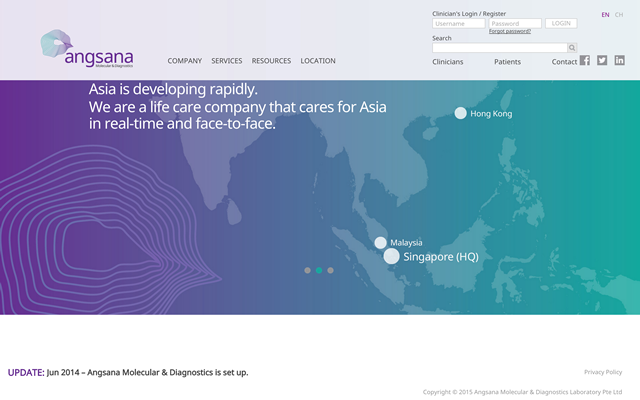 Clinician's Login / Register
EN CH
Username Password LOGIN
Forgot password?
Search
angsana
Molecular & Diagnostics
COMPANY SERVICES RESOURCES LOCATION
Clinicians Patients Contact
Asia is developing rapidly.
We are a life care company that cares for Asia
in real-time and face-to-face.
Hong Kong
Malaysia
Singapore (HQ)
UPDATE: Jun 2014 – Angsana Molecular & Diagnostics is set up.
Privacy Policy
Copyright © 2015 Angsana Molecular & Diagnostics Laboratory Pte Ltd